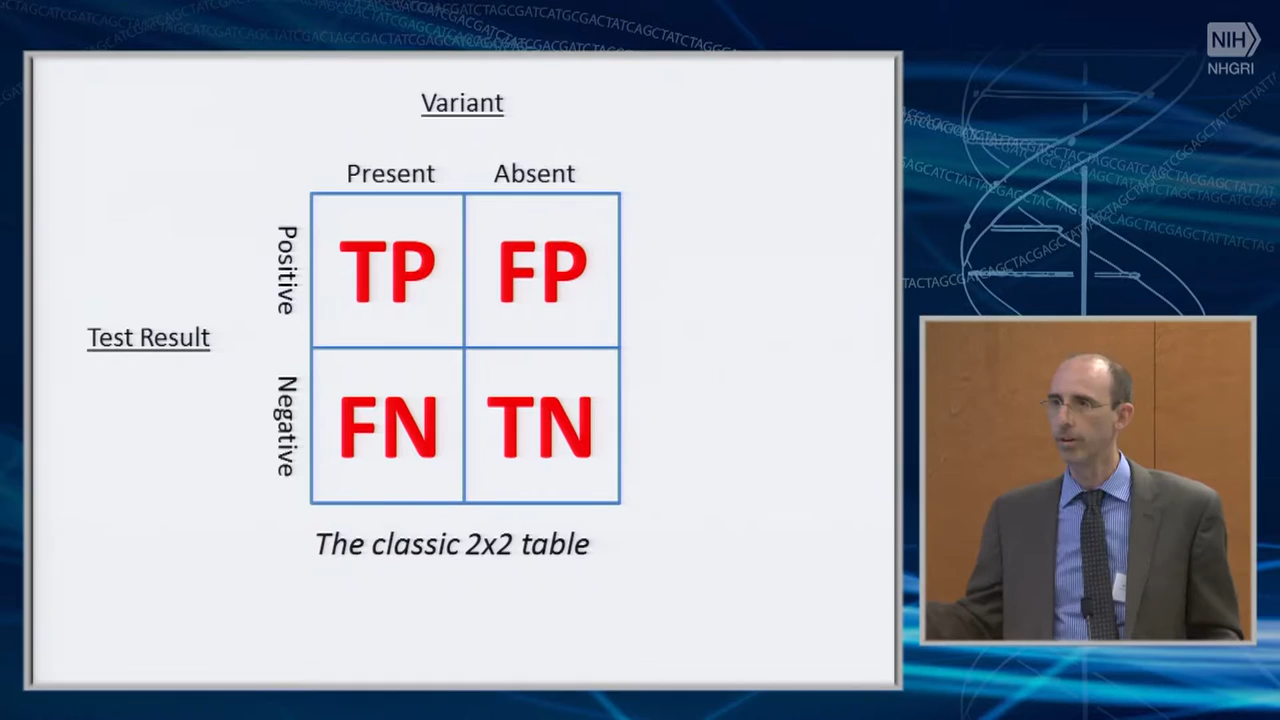 NIH
NHGRI
Variant
Present Absent
Positive
TP FP
Test Result
Negative
FN TN
The classic 2x2 table